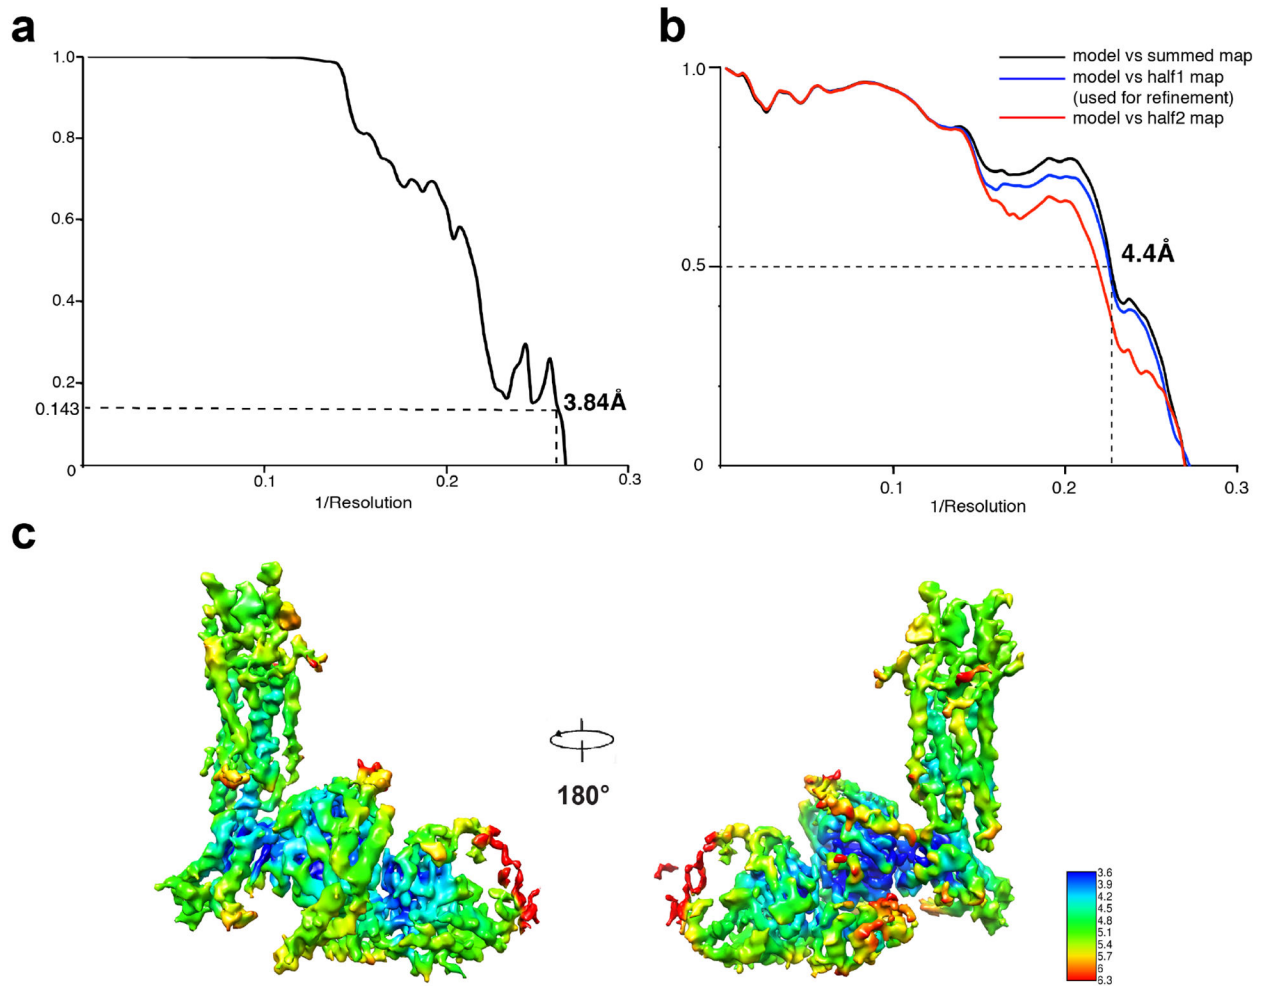 a
1.0
0.8
0.6
0.4
0.2
0.143
0
3.84Å
0.1
0.2
0.3
1/Resolution
b
model vs summed map
model vs half1 map
(used for refinement)
model vs half2 map
1.0
0.5
0
4.4Å
0.1
0.2
0.3
1/Resolution
c
180°
3.6
3.9
4.2
4.5
4.8
5.1
5.4
5.7
6
6.3